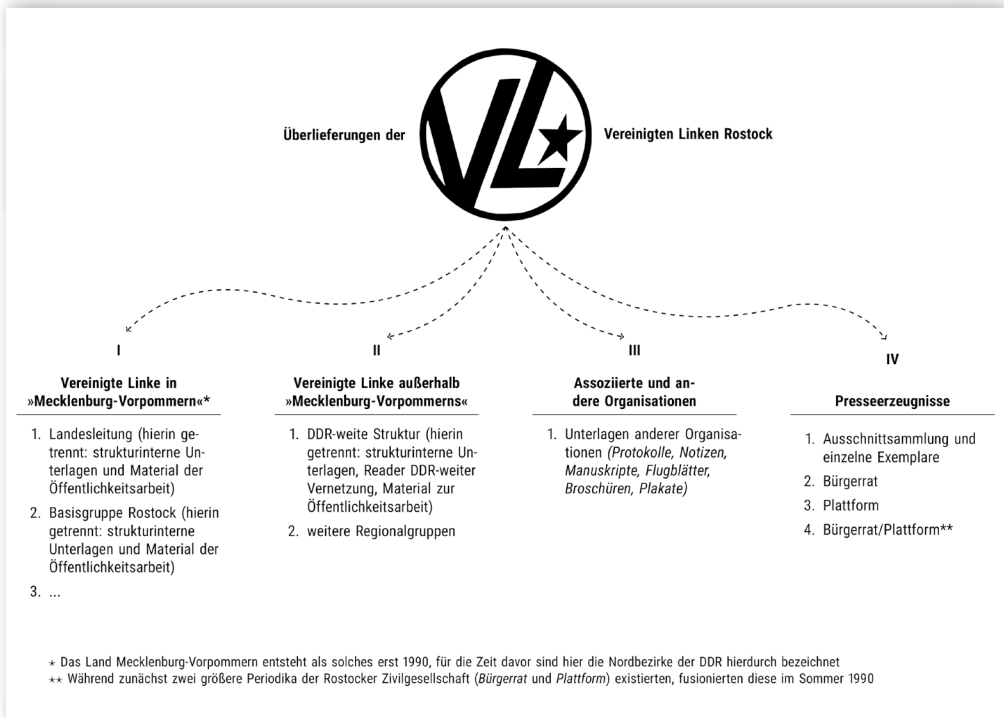 Überlieferungen der VL Vereinigten Linken Rostock
I
Vereinigte Linke in
»Mecklenburg-Vorpommern«*
1. Landesleitung (hierin ge-
trennt: strukturinterne Un-
terlagen und Material der
Öffentlichkeitsarbeit)
2. Basisgruppe Rostock (hierin
getrennt: strukturinterne
Unterlagen und Material der
Öffentlichkeitsarbeit)
3. ...
II
Vereinigte Linke außerhalb
»Mecklenburg-Vorpommerns«
1. DDR-weite Struktur (hierin
getrennt: strukturinterne Un-
terlagen, Reader DDR-weiter
Vernetzung, Material zur
Öffentlichkeitsarbeit)
2. weitere Regionalgruppen
III
Assoziierte und an-
dere Organisationen
1. Unterlagen anderer Organisa-
tionen (Protokolle, Notizen,
Manuskripte, Flugblätter,
Broschüren, Plakate)
IV
Presseerzeugnisse
1. Ausschnittsammlung und
einzelne Exemplare
2. Bürgerrat
3. Plattform
4. Bürgerrat/Plattform**
* Das Land Mecklenburg-Vorpommern entsteht als solches erst 1990, für die Zeit davor sind hier die Nordbezirke der DDR hierdurch bezeichnet
** Während zunächst zwei größere Periodika der Rostocker Zivilgesellschaft (Bürgerrat und Plattform) existierten, fusionierten diese im Sommer 1990